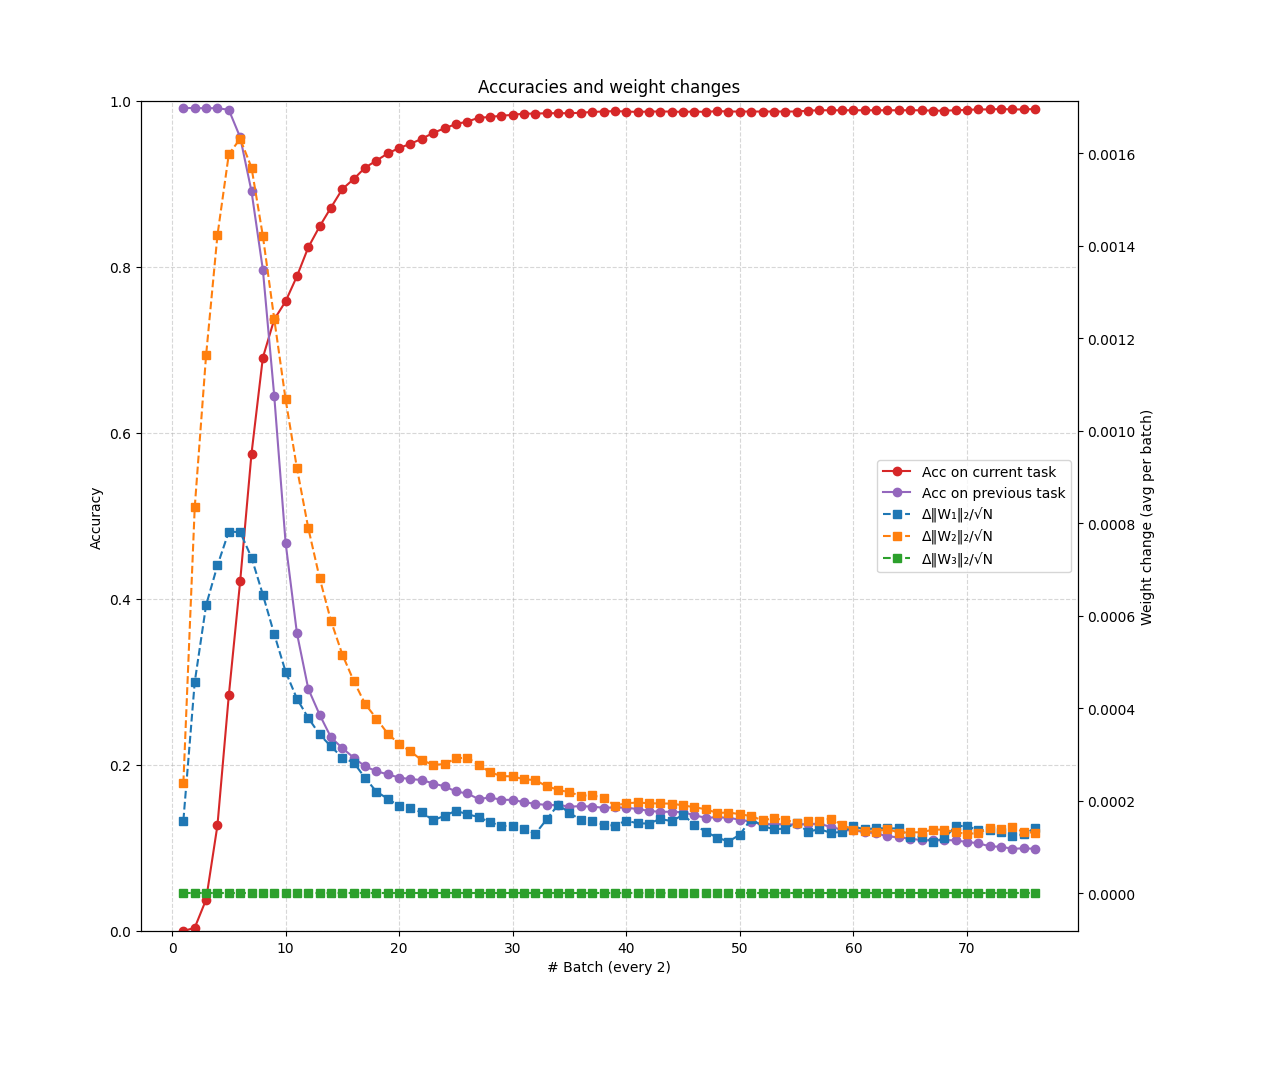 Accuracies and weight changes
1.0
0.8
0.6
0.4
0.2
0.0
Accuracy
0.0016
0.0014
0.0012
0.0010
0.0008
0.0006
0.0004
0.0002
0.0000
Weight change (avg per batch)
Acc on current task
Acc on previous task
Δ‖W₁‖₂/√N
Δ‖W₂‖₂/√N
Δ‖W₃‖₂/√N
0 10 20 30 40 50 60 70
# Batch (every 2)